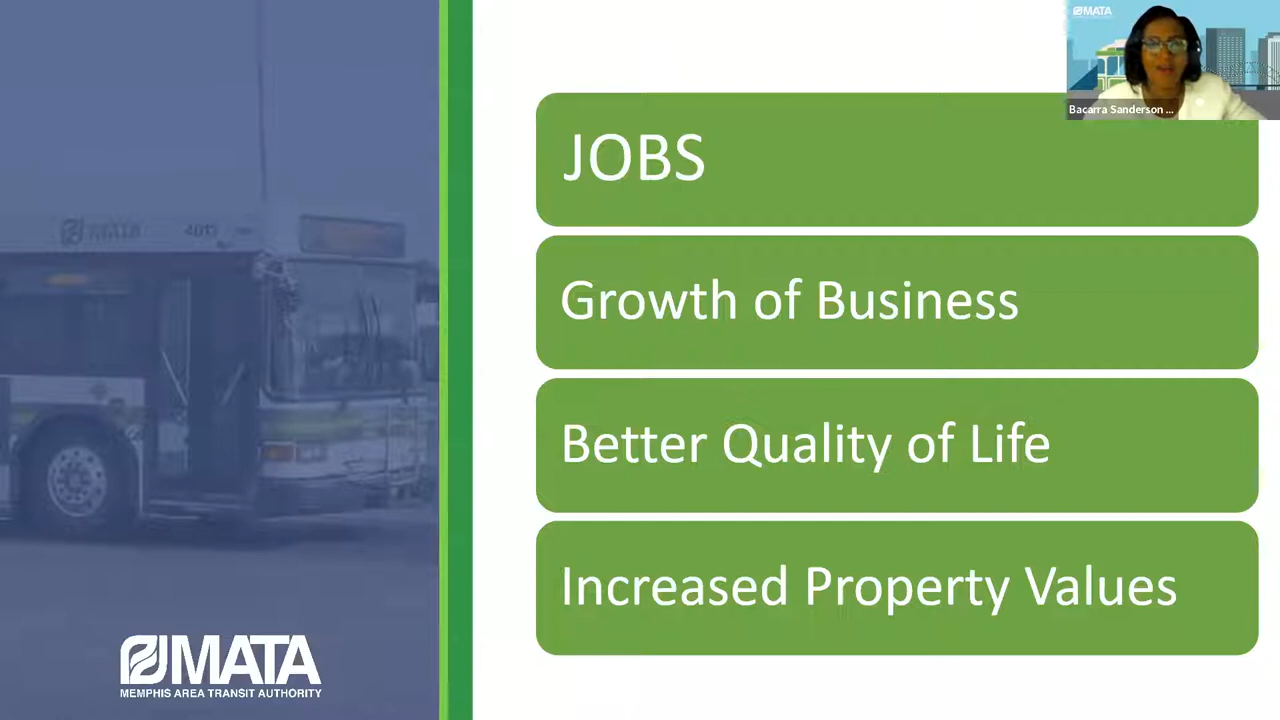 MATA
Bacarra Sanderson ...
JOBS
MATA 4013
Growth of Business
Better Quality of Life
Increased Property Values
MATA
MEMPHIS AREA TRANSIT AUTHORITY